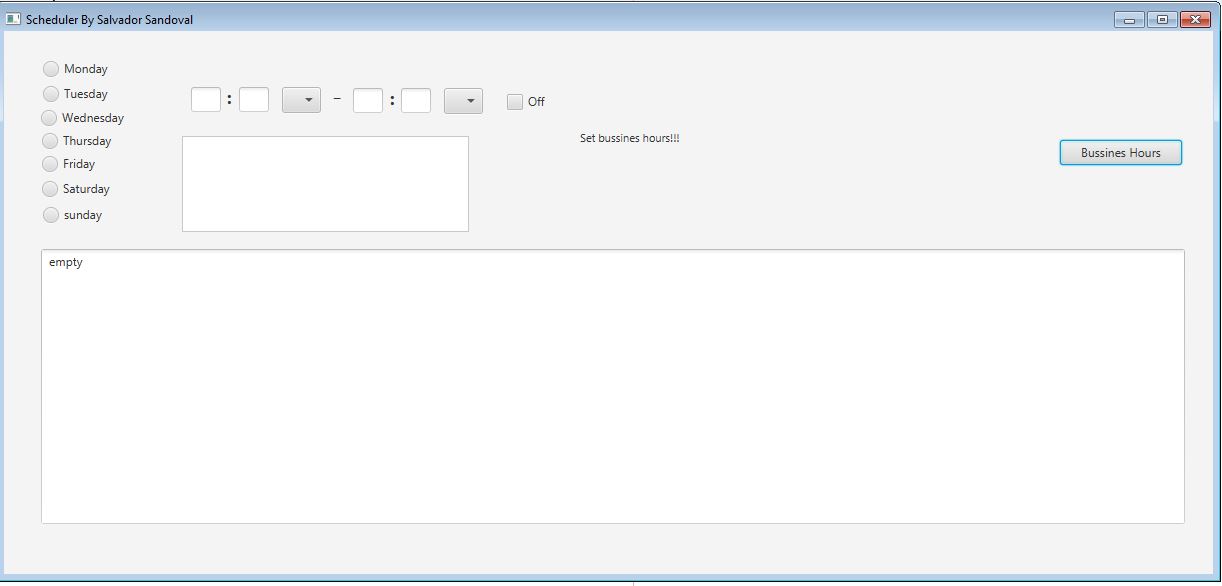 Scheduler By Salvador Sandoval
Monday
Tuesday
: – :
Off
Wednesday
Set bussines hours!!!
Thursday
Bussines Hours
Friday
Saturday
sunday
empty